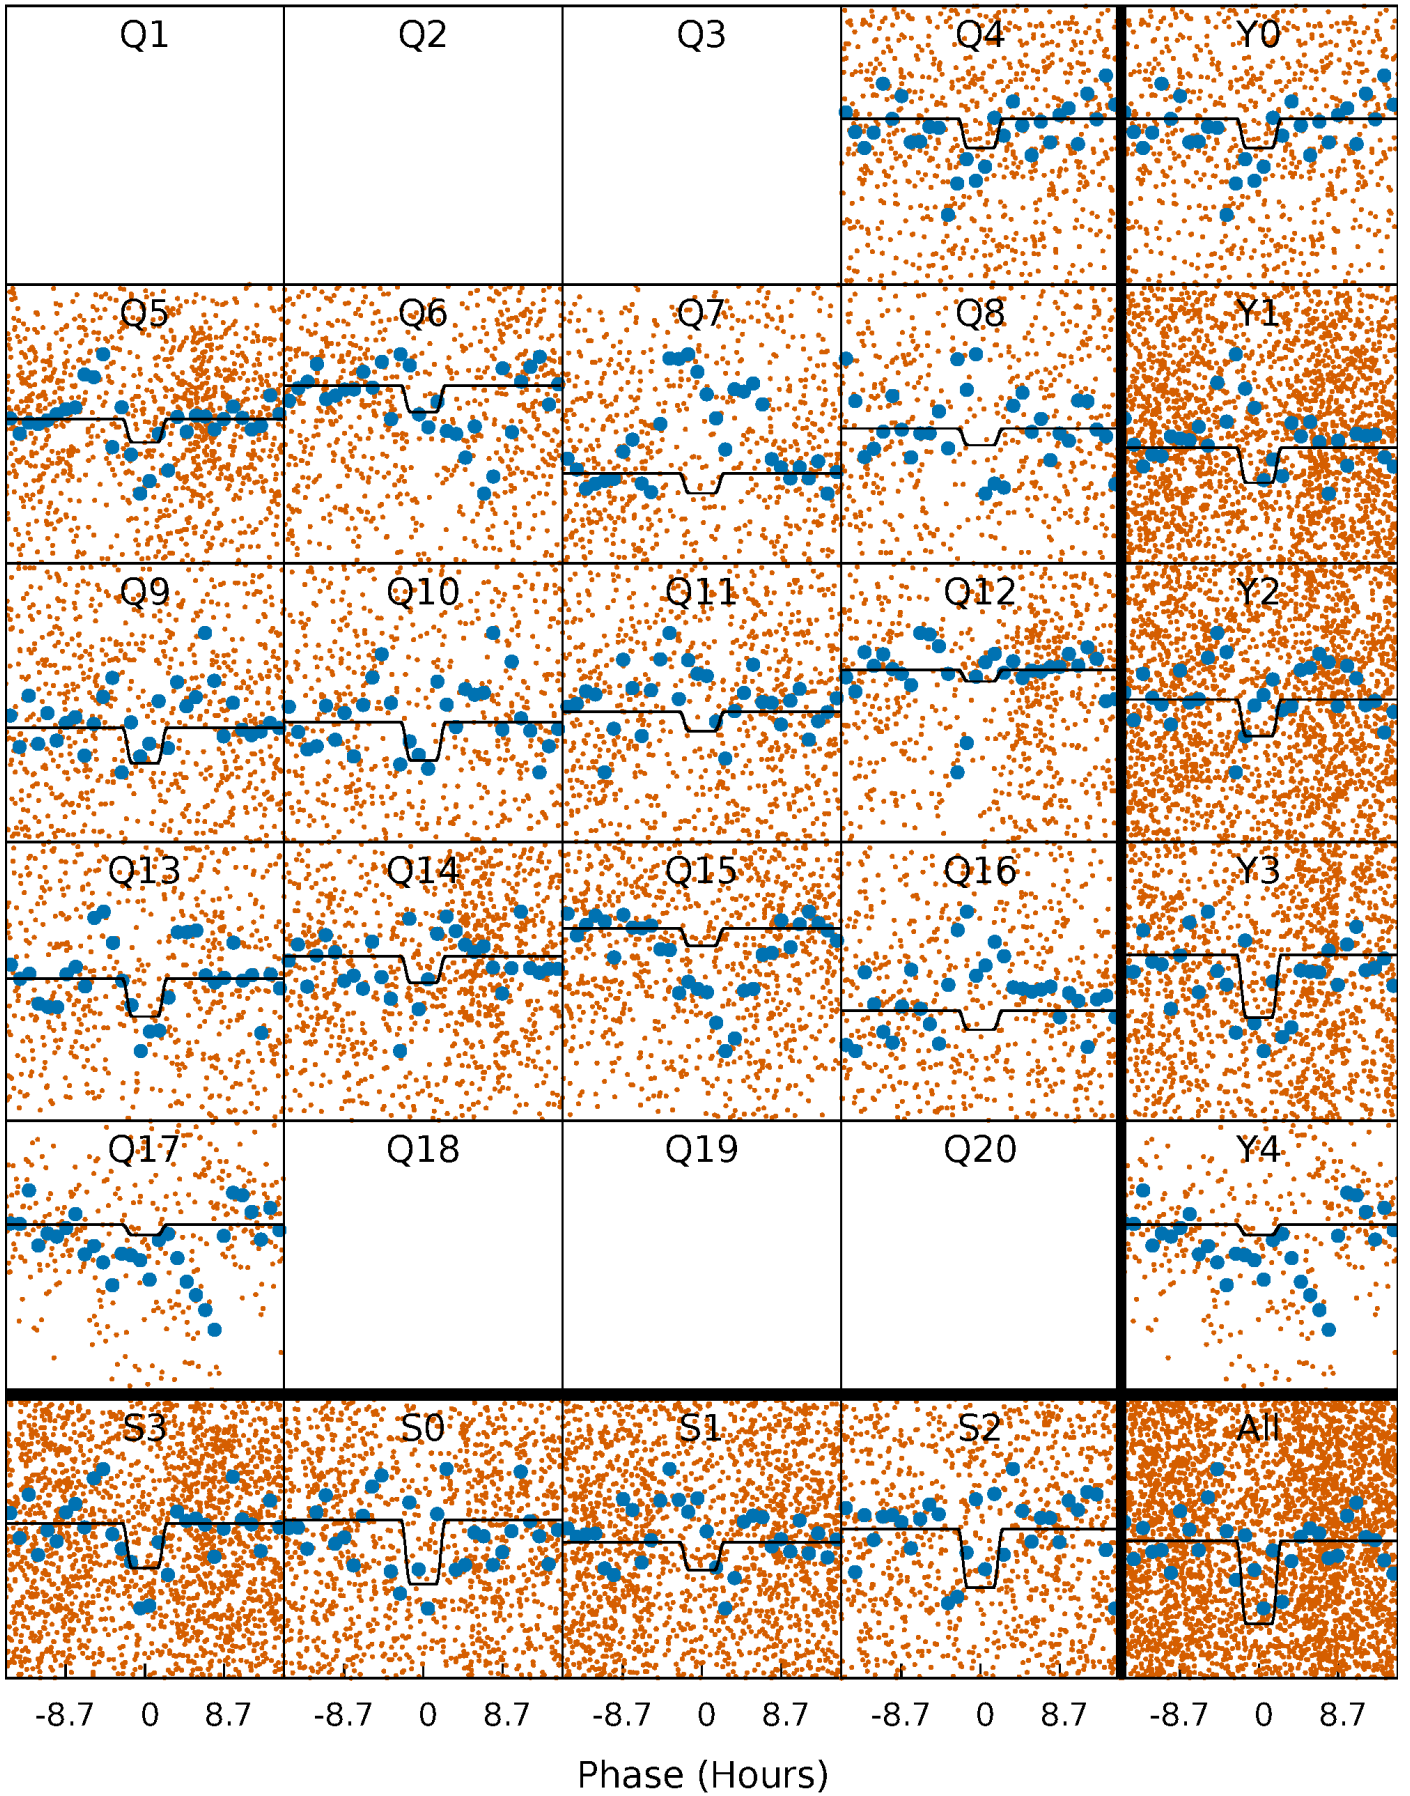 Q1 Q2 Q3 Q4 Y0
Q5 Q6 Q7 Q8 Y1
Q9 Q10 Q11 Q12 Y2
Q13 Q14 Q15 Q16 Y3
Q17 Q18 Q19 Q20 Y4
S3 S0 S1 S2 All
-8.7 0 8.7 -8.7 0 8.7 -8.7 0 8.7 -8.7 0 8.7 -8.7 0 8.7
Phase (Hours)